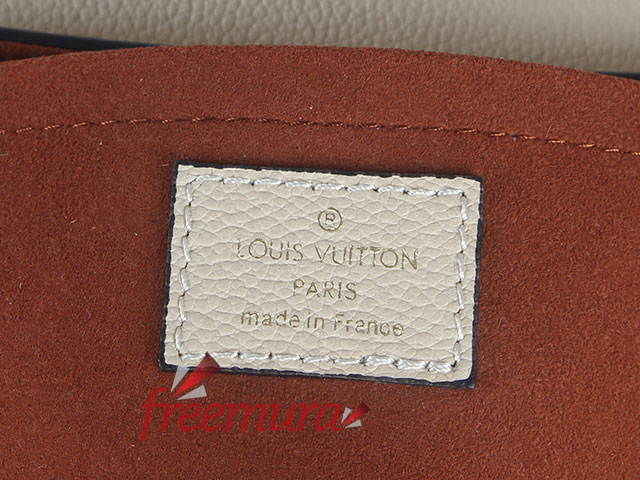 ®
LOUIS VUITTON
PARIS
made in France
freemura